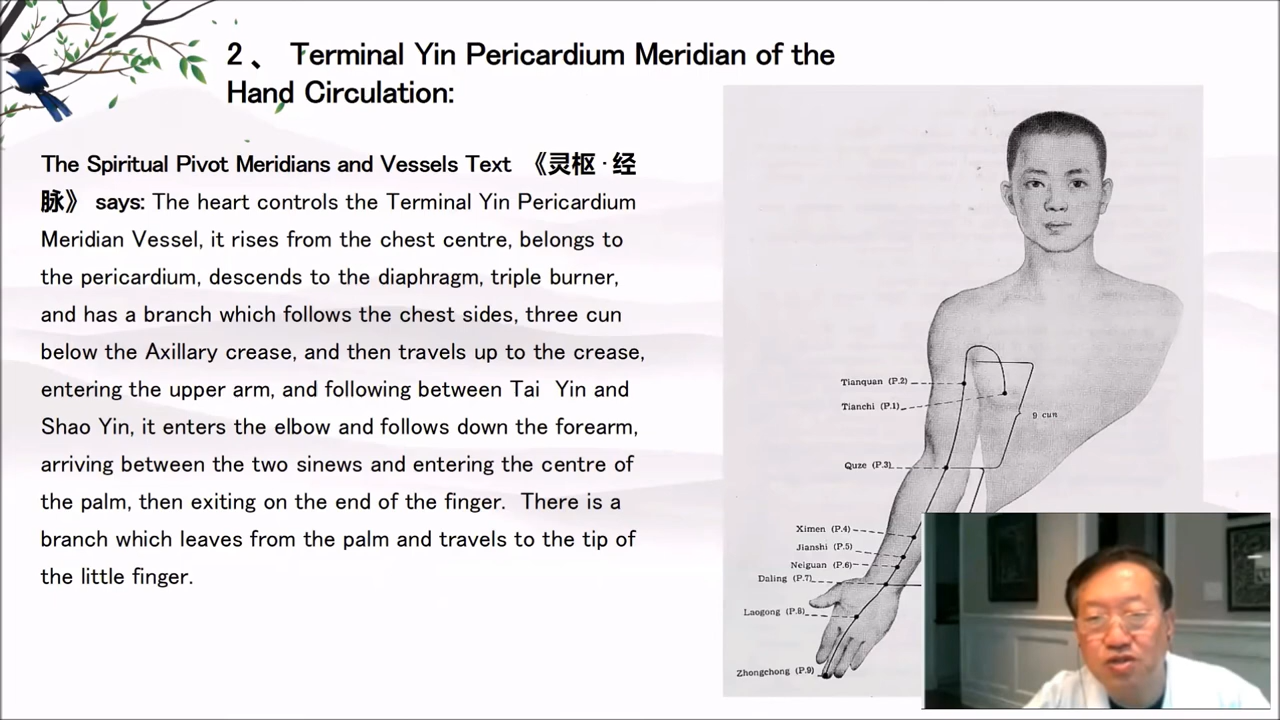 2、 Terminal Yin Pericardium Meridian of the
Hand Circulation:
The Spiritual Pivot Meridians and Vessels Text 《灵枢·经
脉》 says: The heart controls the Terminal Yin Pericardium
Meridian Vessel, it rises from the chest centre, belongs to
the pericardium, descends to the diaphragm, triple burner,
and has a branch which follows the chest sides, three cun
below the Axillary crease, and then travels up to the crease,
entering the upper arm, and following between Tai Yin and
Shao Yin, it enters the elbow and follows down the forearm,
arriving between the two sinews and entering the centre of
the palm, then exiting on the end of the finger. There is a
branch which leaves from the palm and travels to the tip of
the little finger.
Tianquan (P.2)
Tianchi (P.1)
9 cun
Quze (P.3)
Ximen (P.4)
Jianshi (P.5)
Neiguan (P.6)
Daling (P.7)
Laogong (P.8)
Zhongchong (P.9)